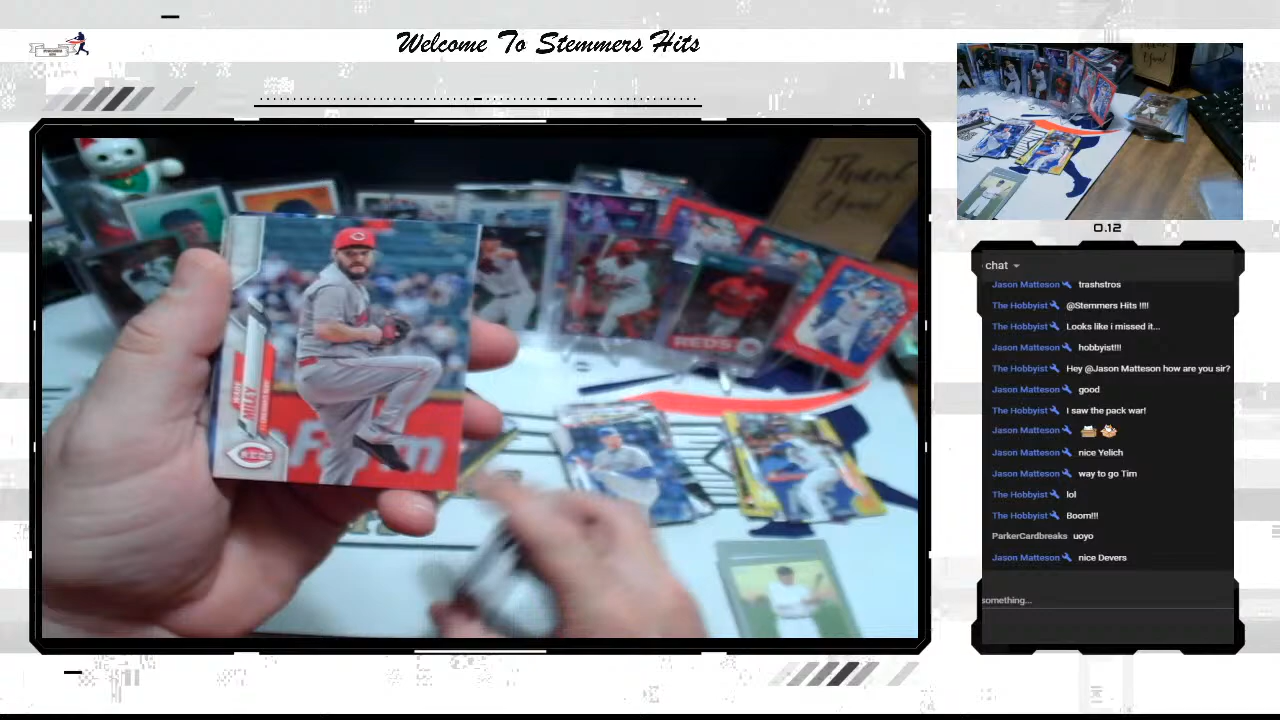 Welcome To Stemmers Hits
Thank
You!
REDS
WADE
MILEY
REDS
0.12
chat
Jason Matteson trashstros
The Hobbyist @Stemmers Hits !!!!
The Hobbyist Looks like i missed it...
Jason Matteson hobbyist!!!
The Hobbyist Hey @Jason Matteson how are you sir?
Jason Matteson good
The Hobbyist I saw the pack war!
Jason Matteson
Jason Matteson nice Yelich
Jason Matteson way to go Tim
The Hobbyist lol
The Hobbyist Boom!!!
ParkerCardbreaks uoyo
Jason Matteson nice Devers
something...